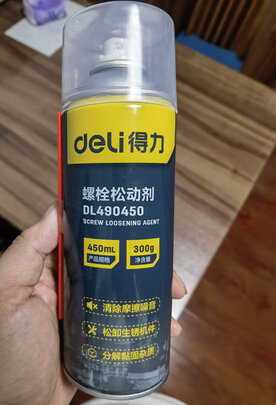 deli得力
螺栓松动剂
DL490450
SCREW LOOSENING AGENT
450mL 300g
产品规格 净含量
清除摩擦噪音
松卸生锈机件
分解黏固杂质